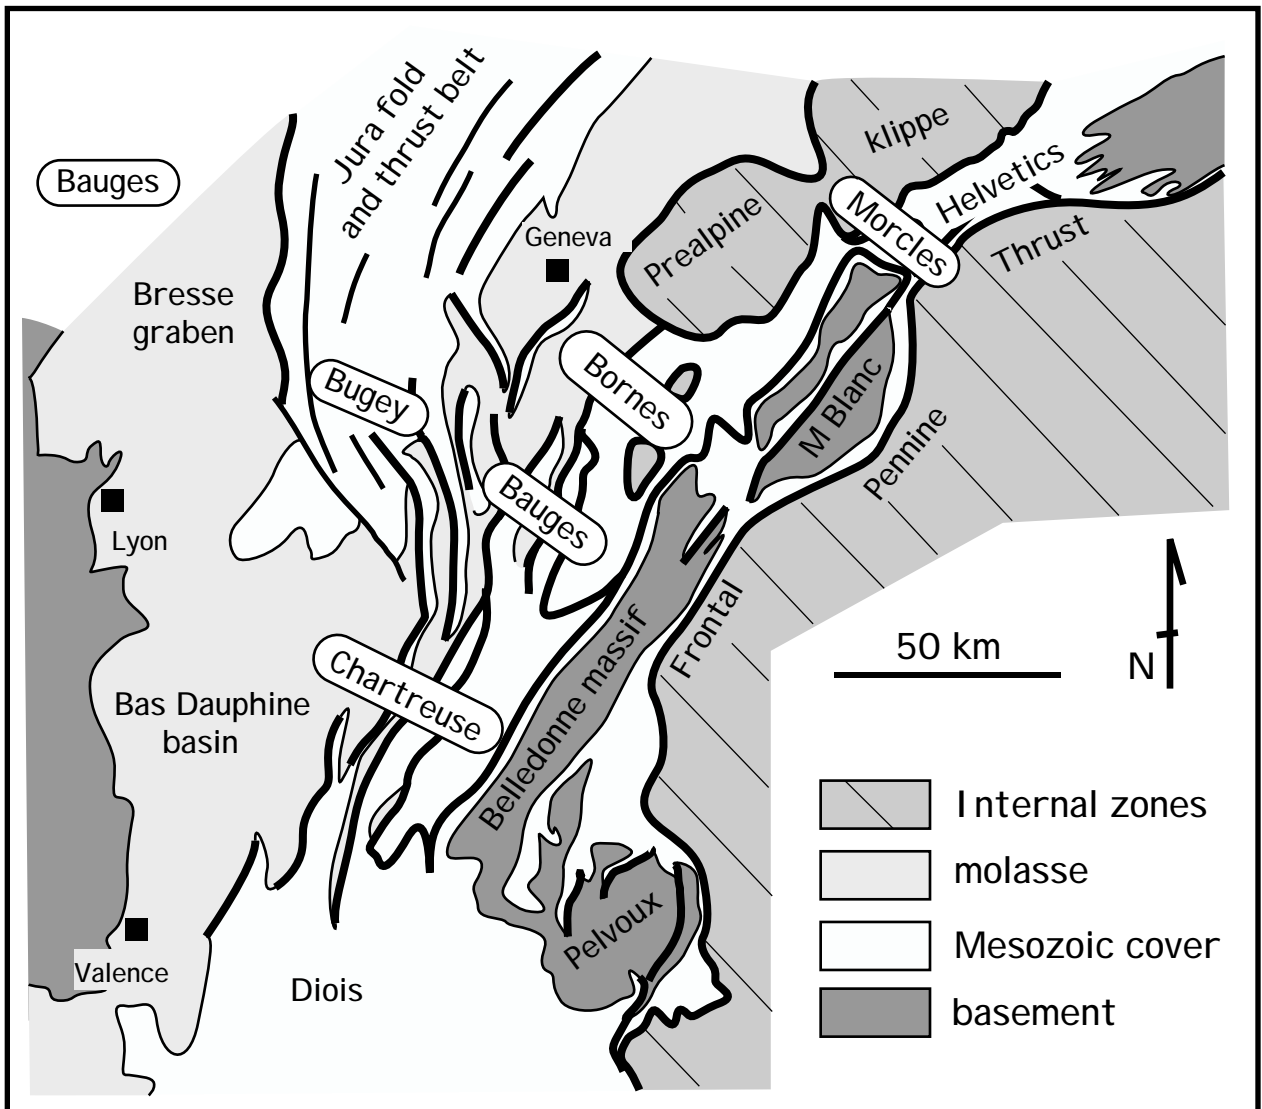 Jura fold
and thrust belt
klippe
Bauges
Helvetics
Morcles
Prealpine
Thrust
Geneva
Bresse
graben
Bugey
Bornes
M Blanc
Pennine
Bauges
Lyon
Frontal
50 km
N
Chartreuse
Belledonne massif
Bas Dauphine
basin
Internal zones
molasse
Mesozoic cover
basement
Pelvoux
Valence
Diois